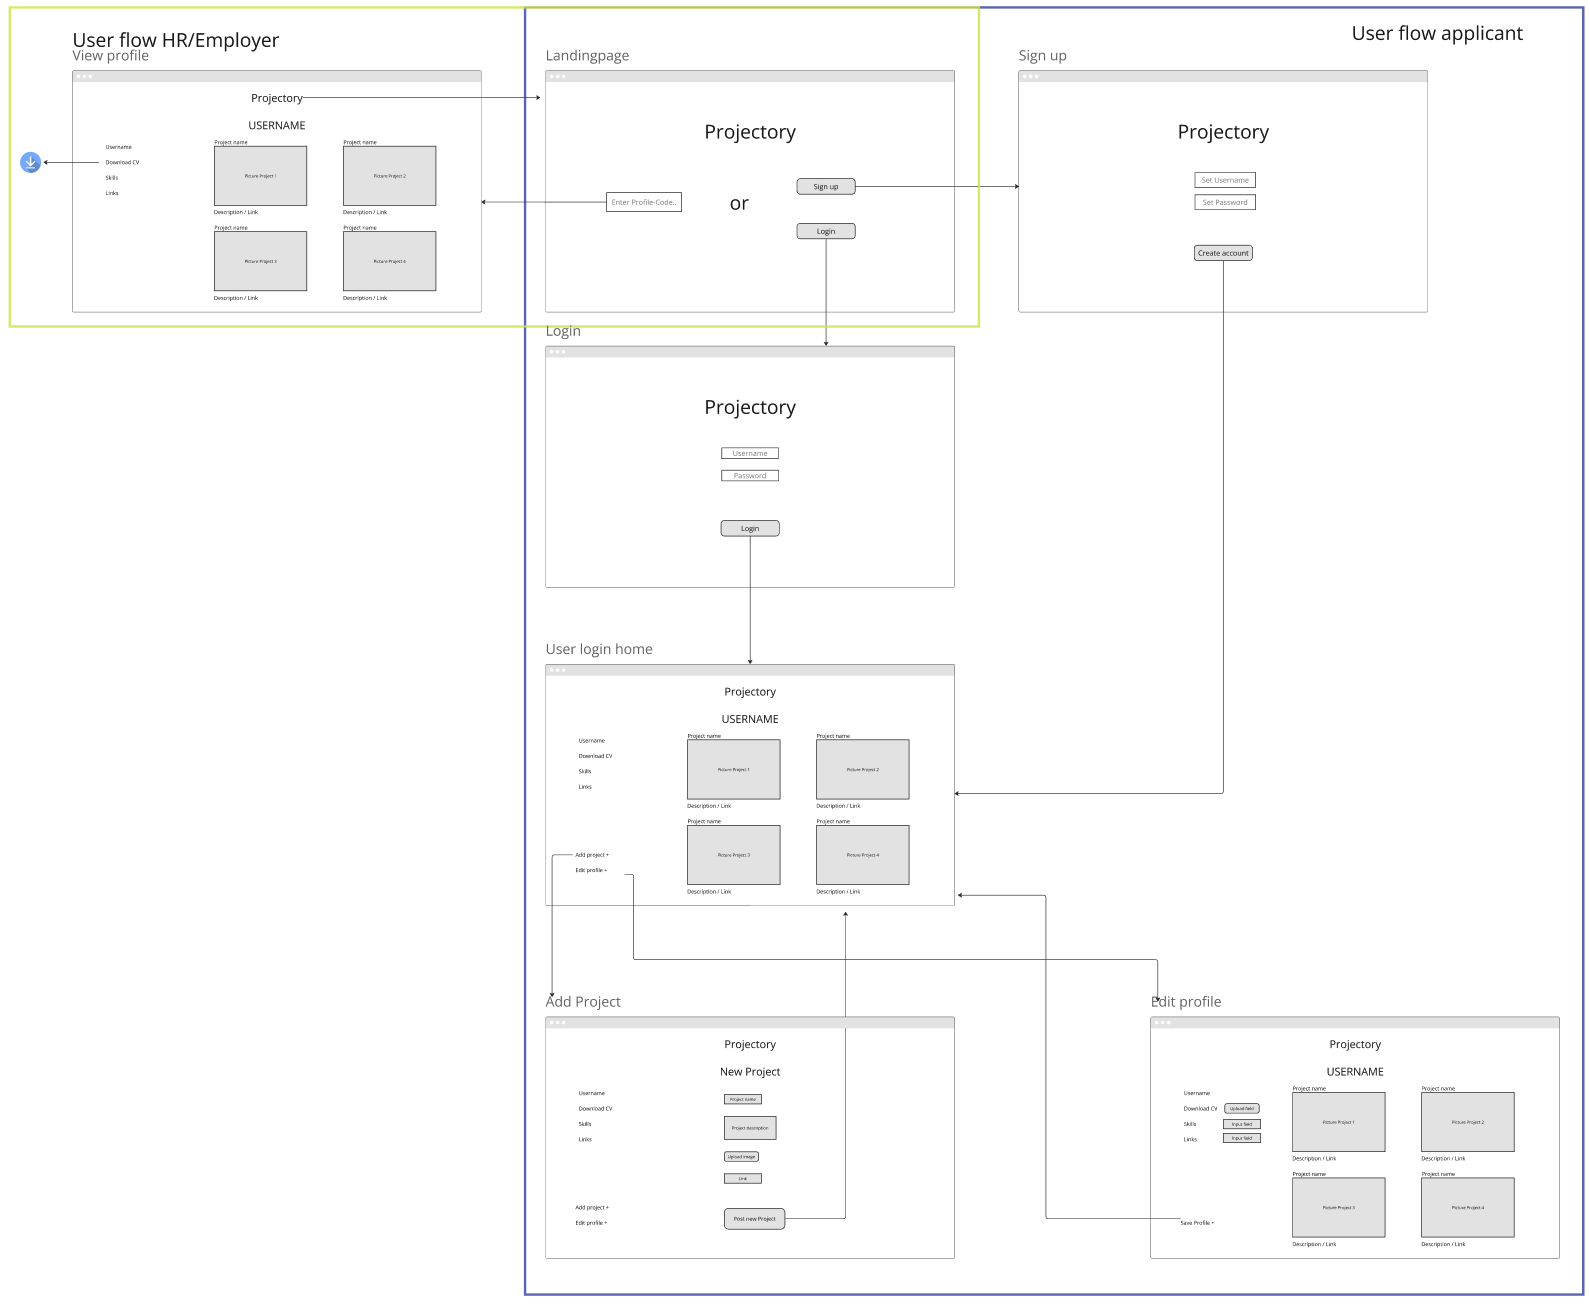 User flow HR/Employer
User flow applicant
View profile
Projectory
USERNAME
Username
Download CV
Skills
Links
Project name
Picture Project 1
Description / Link
Project name
Picture Project 2
Description / Link
Project name
Picture Project 3
Description / Link
Project name
Picture Project 4
Description / Link
Landingpage
Projectory
Enter Profile-Code..
or
Sign up
Login
Sign up
Projectory
Set Username
Set Password
Create account
Login
Projectory
Username
Password
Login
User login home
Projectory
USERNAME
Username
Download CV
Skills
Links
Add project +
Edit profile +
Project name
Picture Project 1
Description / Link
Project name
Picture Project 2
Description / Link
Project name
Picture Project 3
Description / Link
Project name
Picture Project 4
Description / Link
Add Project
Projectory
New Project
Username
Download CV
Skills
Links
Add project +
Edit profile +
Project name
Project description
Upload image
Link
Post new Project
Edit profile
Projectory
USERNAME
Username
Download CV
Upload field
Skills
Input field
Links
Input field
Save Profile +
Project name
Picture Project 1
Description / Link
Project name
Picture Project 2
Description / Link
Project name
Picture Project 3
Description / Link
Project name
Picture Project 4
Description / Link